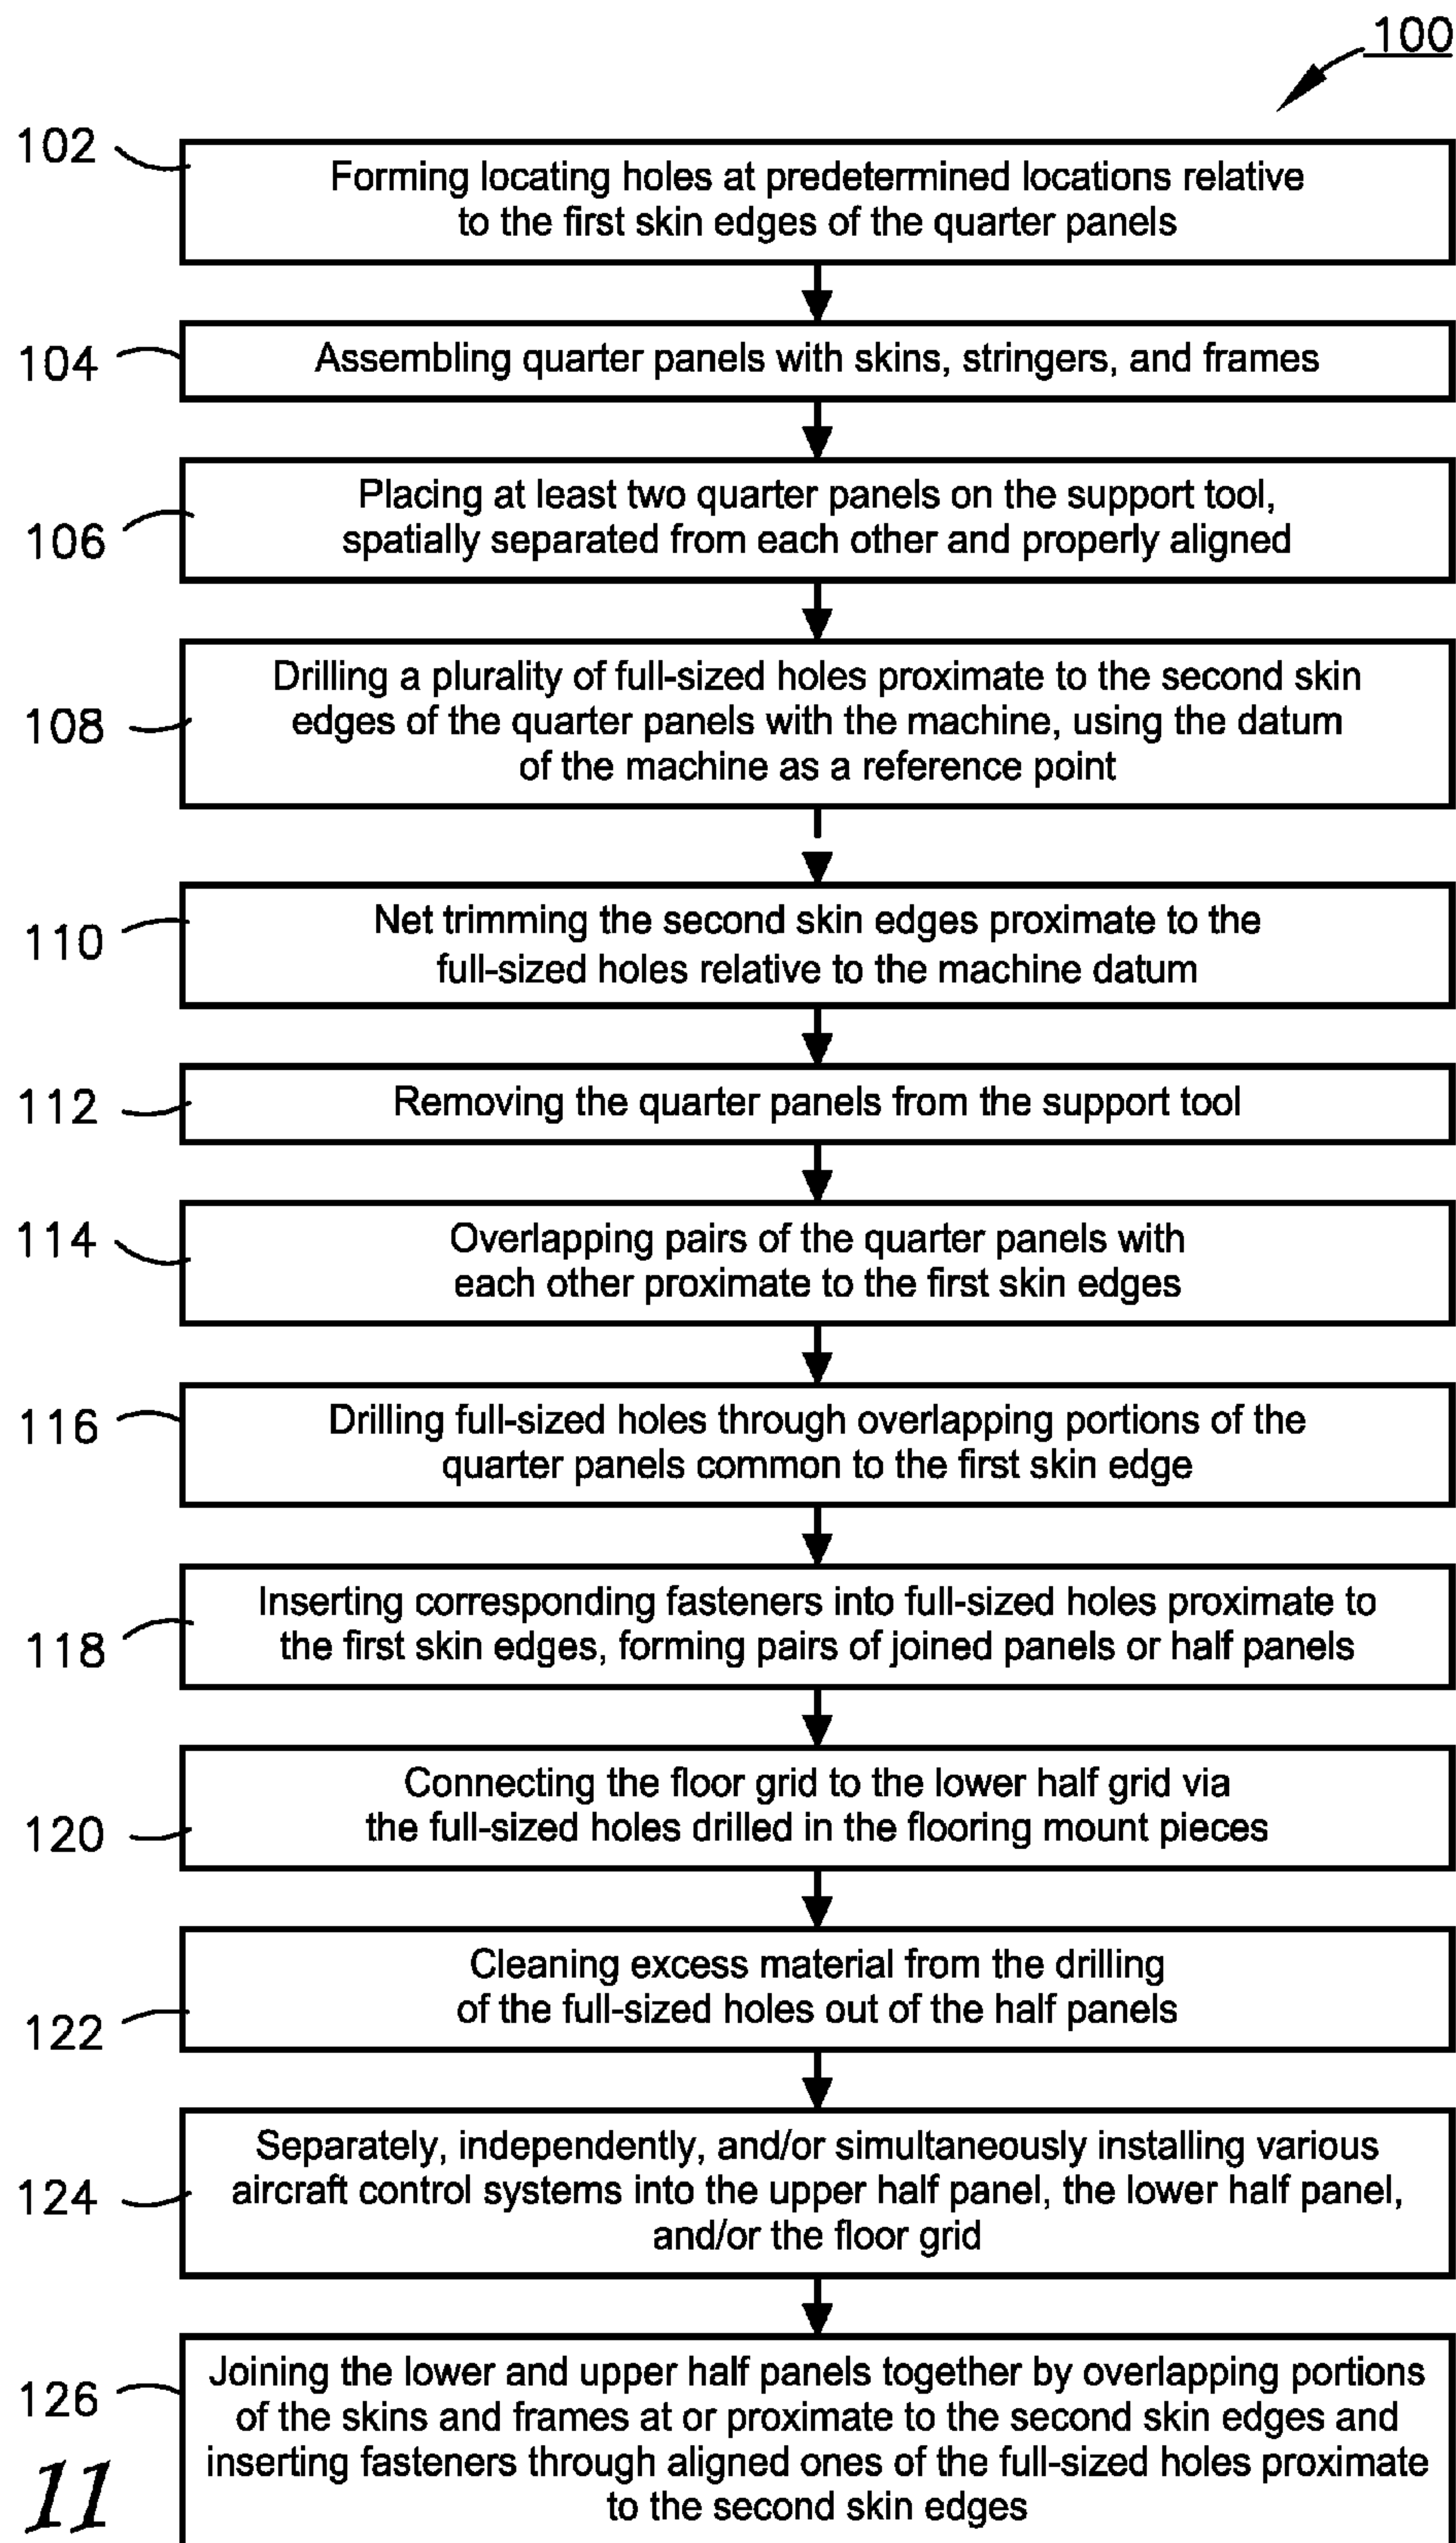 100
102
Forming locating holes at predetermined locations relative
to the first skin edges of the quarter panels
104
Assembling quarter panels with skins, stringers, and frames
106
Placing at least two quarter panels on the support tool,
spatially separated from each other and properly aligned
108
Drilling a plurality of full-sized holes proximate to the second skin
edges of the quarter panels with the machine, using the datum
of the machine as a reference point
110
Net trimming the second skin edges proximate to the
full-sized holes relative to the machine datum
112
Removing the quarter panels from the support tool
114
Overlapping pairs of the quarter panels with
each other proximate to the first skin edges
116
Drilling full-sized holes through overlapping portions of the
quarter panels common to the first skin edge
118
Inserting corresponding fasteners into full-sized holes proximate to
the first skin edges, forming pairs of joined panels or half panels
120
Connecting the floor grid to the lower half grid via
the full-sized holes drilled in the flooring mount pieces
122
Cleaning excess material from the drilling
of the full-sized holes out of the half panels
124
Separately, independently, and/or simultaneously installing various
aircraft control systems into the upper half panel, the lower half panel,
and/or the floor grid
126
Joining the lower and upper half panels together by overlapping portions
of the skins and frames at or proximate to the second skin edges and
inserting fasteners through aligned ones of the full-sized holes proximate
to the second skin edges
11